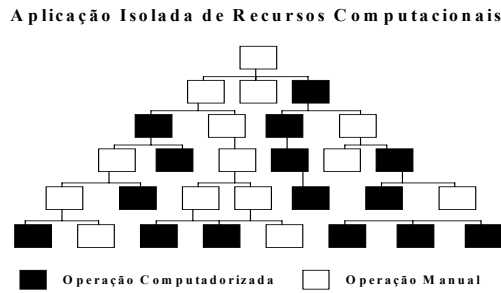 Aplicação Isolada de Recursos Computacionais
Operação Computadorizada
Operação Manual